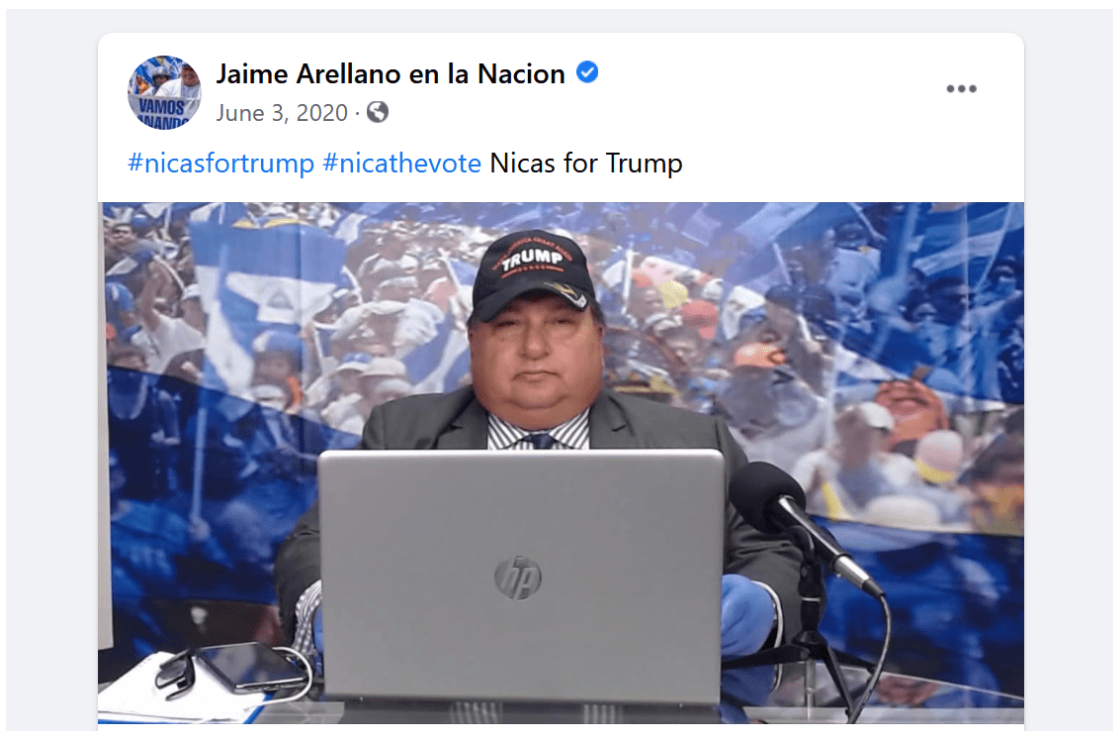 Jaime Arellano en la Nacion
VAMOS
June 3, 2020
#nicasfortrump #nicathevote Nicas for Trump
TRUMP
hp